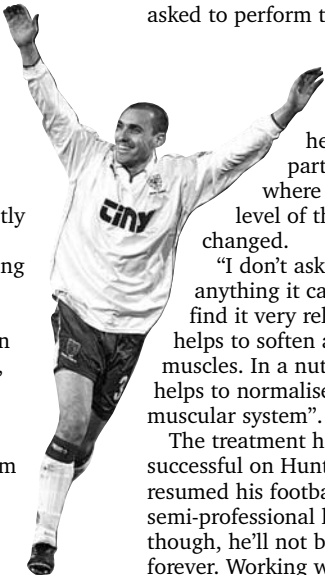 asked to perform t
he
part
where
level of th
changed.
"I don't ask
anything it ca
find it very rel
helps to soften a
muscles. In a nut
helps to normalise
muscular system".
The treatment h
successful on Hunt
resumed his footba
semi-professional l
though, he'll not b
forever. Working w
tly
ng
n
,
m
TINY
3